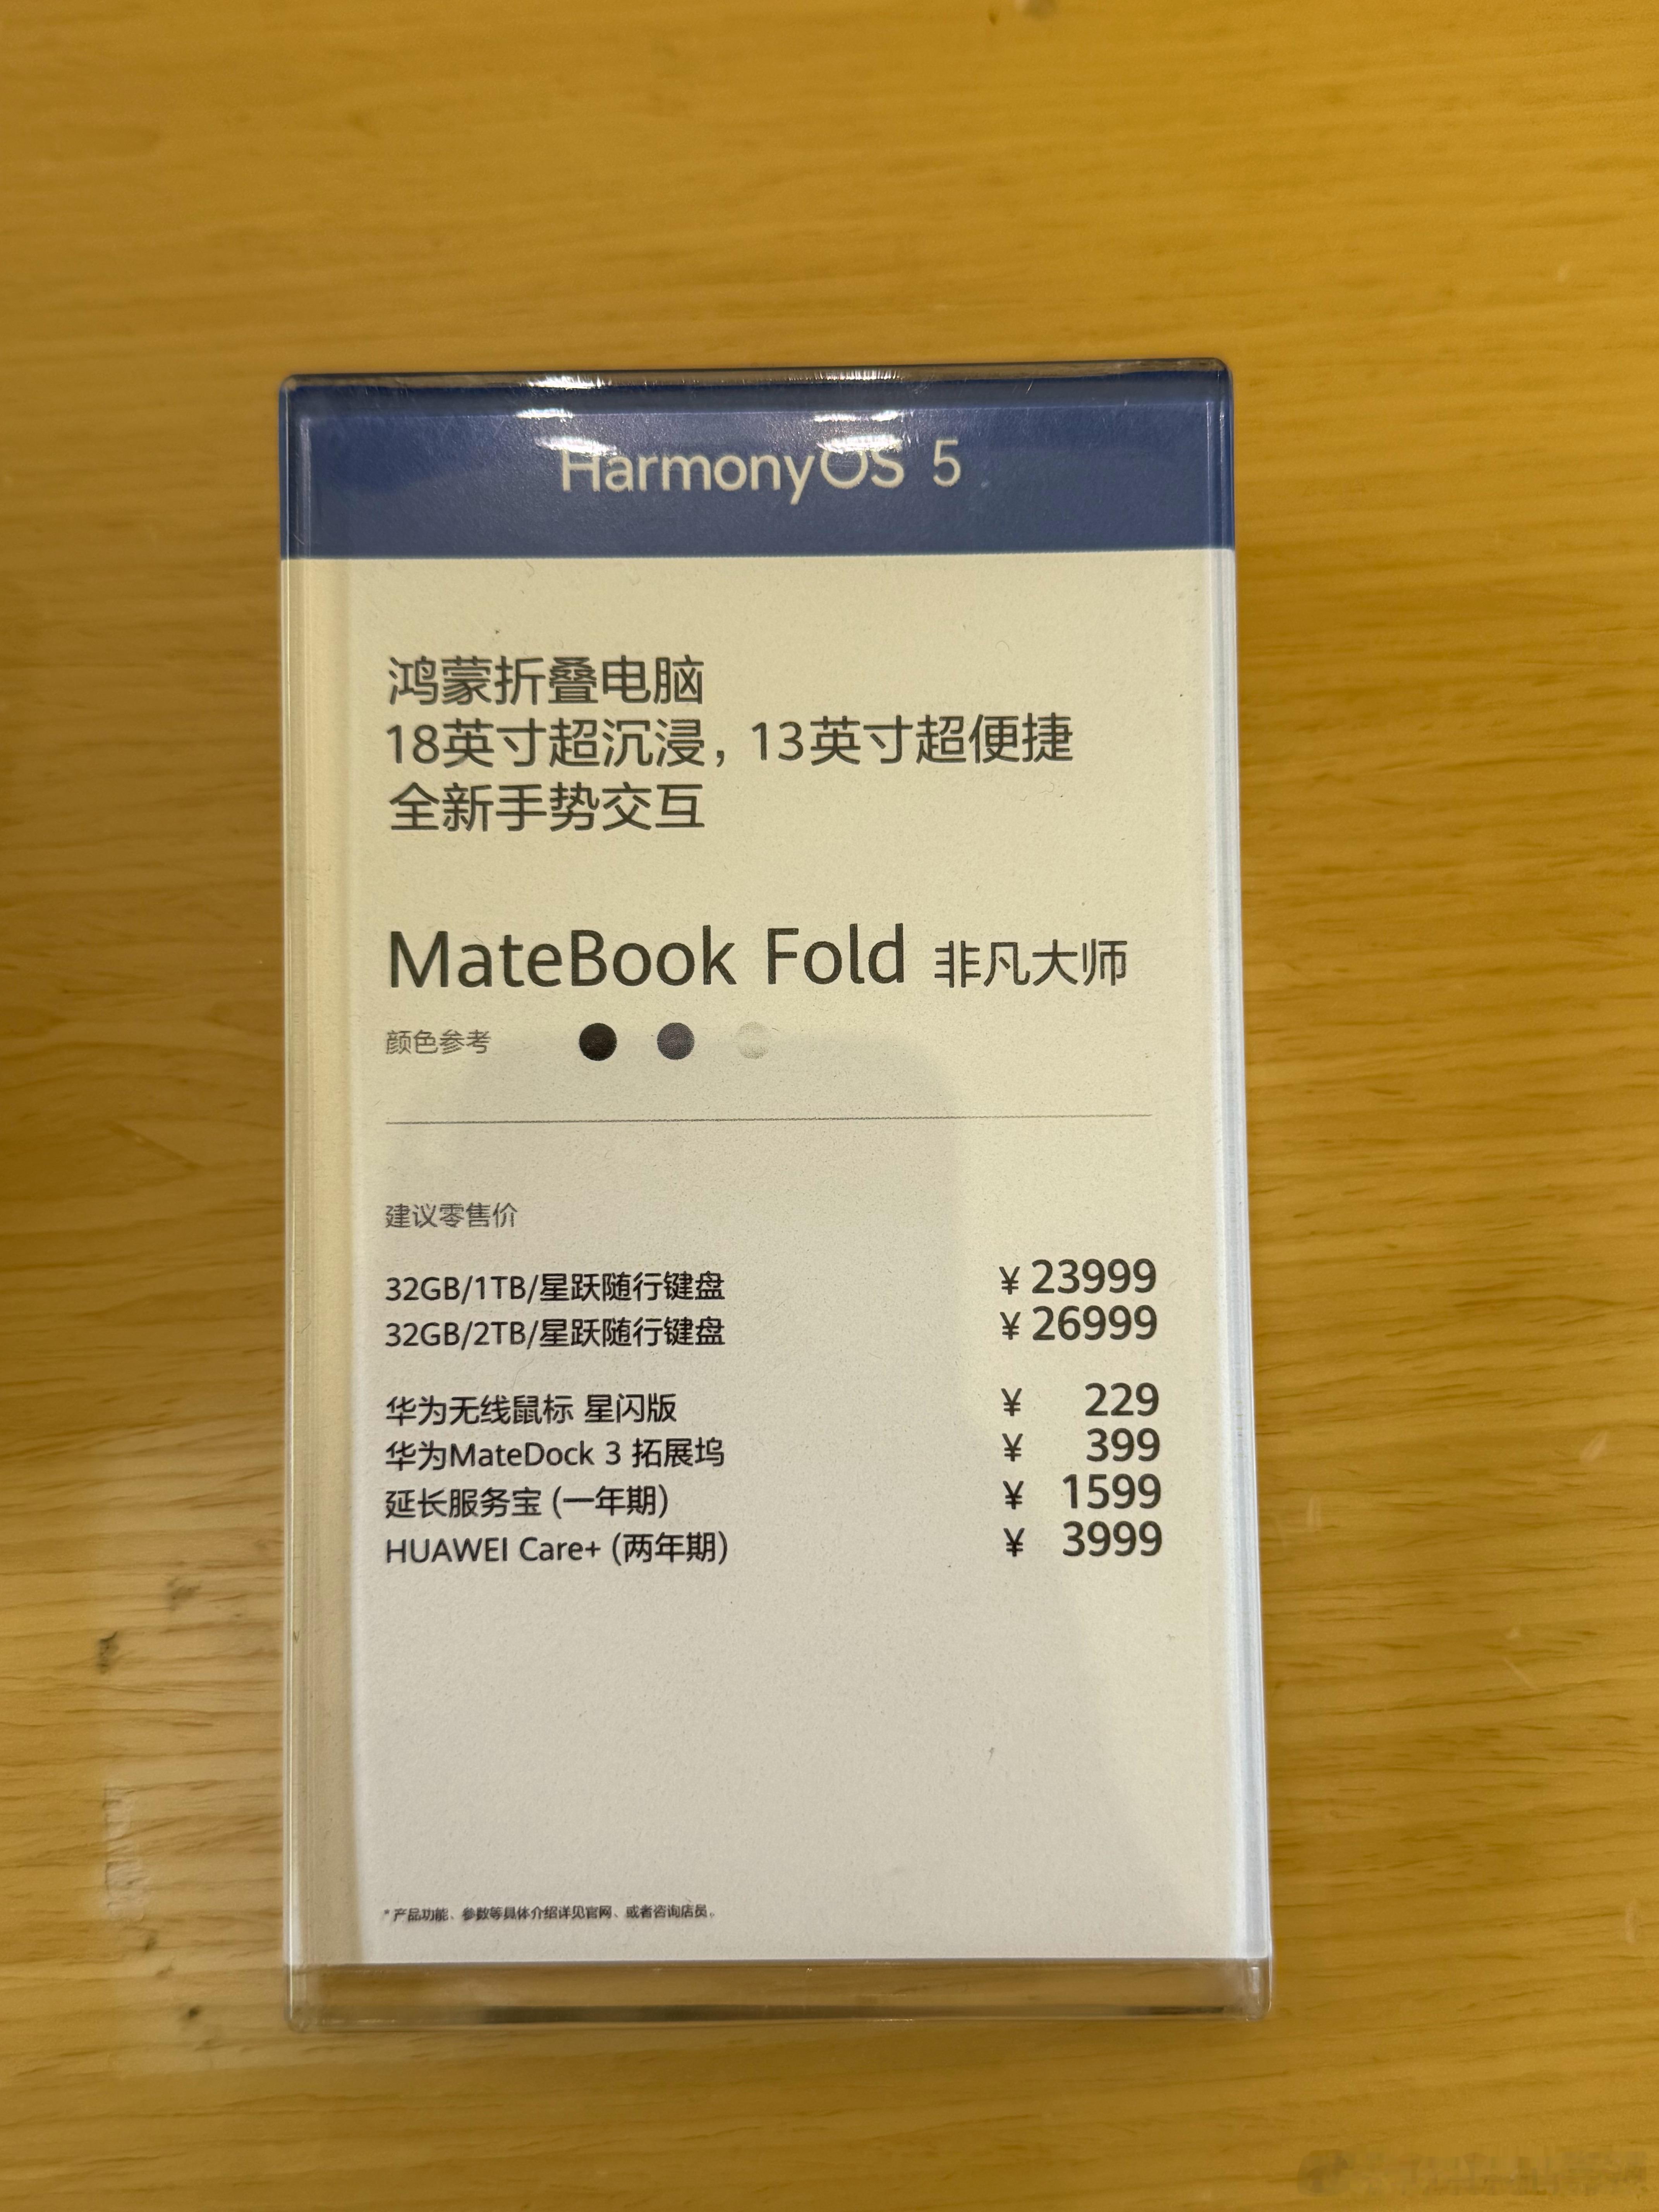 HarmonyOS 5
鸿蒙折叠电脑
18英寸超沉浸，13英寸超便捷
全新手势交互
MateBook Fold 非凡大师
颜色参考
建议零售价
32GB/1TB/星跃随行键盘 ¥ 23999
32GB/2TB/星跃随行键盘 ¥ 26999
华为无线鼠标 星闪版 ¥ 229
华为MateDock 3 拓展坞 ¥ 399
延长服务宝 (一年期) ¥ 1599
HUAWEI Care+ (两年期) ¥ 3999
*产品功能、参数等具体介绍详见官网、或者咨询店员。